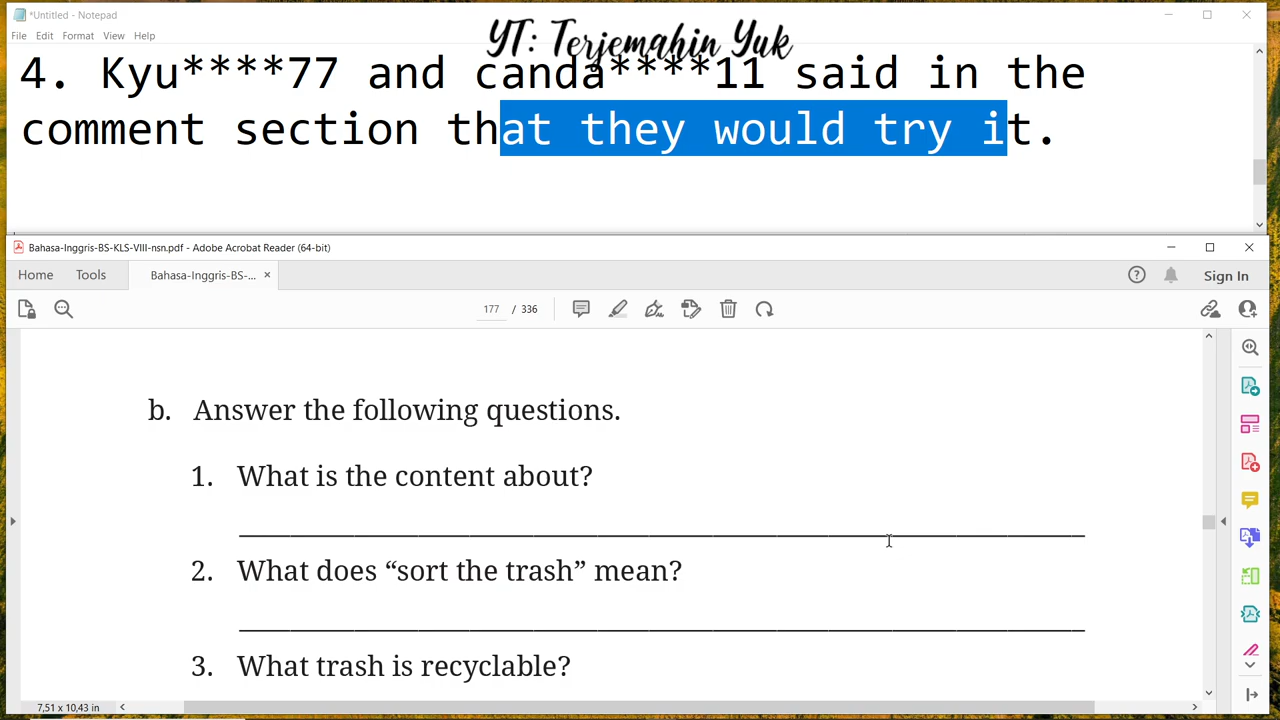 *Untitled - Notepad
YT: Terjemahin Yuk
File Edit Format View Help
4. Kyu****77 and canda****11 said in the
comment section that they would try it.
Bahasa-Inggris-BS-KLS-VIII-nsn.pdf - Adobe Acrobat Reader (64-bit)
Home Tools Bahasa-Inggris-BS-... × Sign In
177 / 336
b. Answer the following questions.
1. What is the content about?
2. What does “sort the trash” mean?
3. What trash is recyclable?
7,51 x 10,43 in